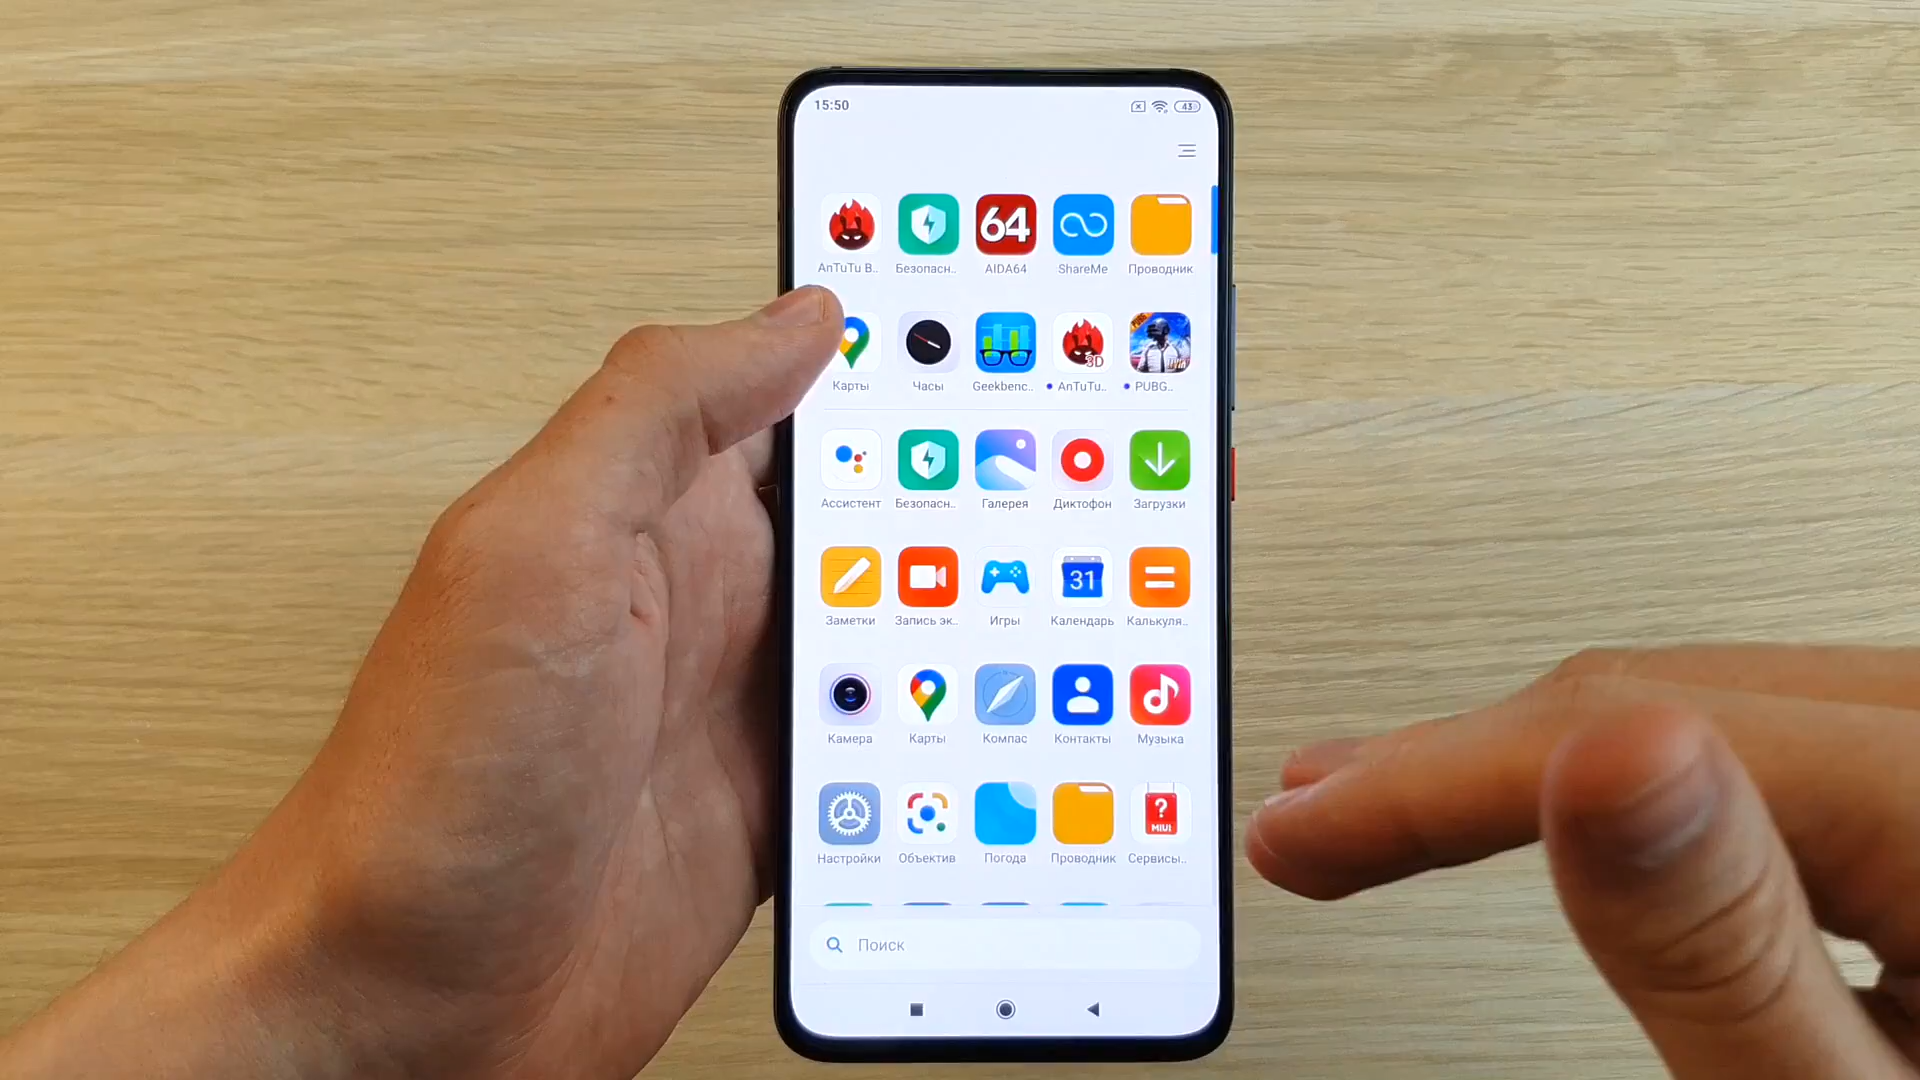 15:50
43
64
AnTuTu B..
Безопасн..
AIDA64
ShareMe
Проводник
3D
PUBG
Карты
Часы
Geekbenc..
AnTuTu..
PUBG..
Ассистент
Безопасн..
Галерея
Диктофон
Загрузки
31
Заметки
Запись эк..
Игры
Календарь
Калькуля..
Камера
Карты
Компас
Контакты
Музыка
?
MIUI
Настройки
Объектив
Погода
Проводник
Сервисы..
Поиск